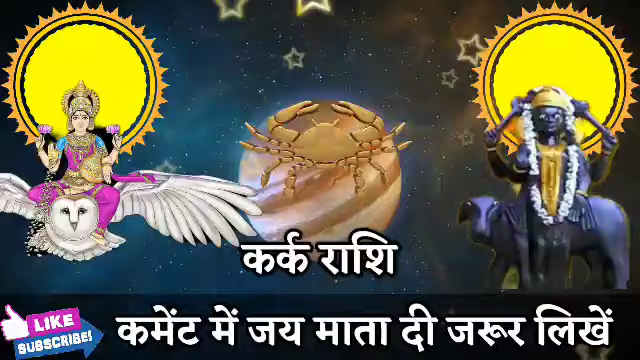 कर्क राशि
LIKE
SUBSCRIBE!
कमेंट में जय माता दी जरूर लिखें